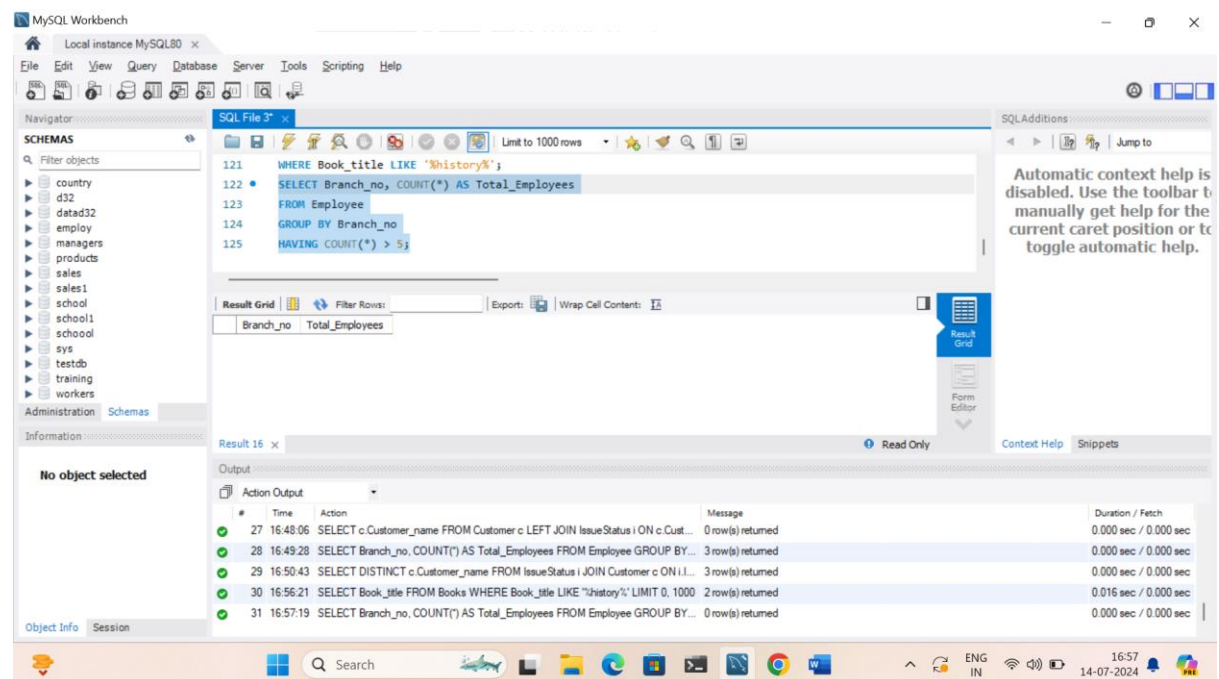 MySQL Workbench
Local instance MySQL80
File Edit View Query Database Server Tools Scripting Help
Navigator
SCHEMAS
Filter objects
country
d32
datad32
employ
managers
products
sales
sales1
school
school1
schoool
sys
testdb
training
workers
Administration Schemas
Information
No object selected
Object Info Session
SQL File 3*
Limit to 1000 rows
121 WHERE Book_title LIKE '%history%';
122 SELECT Branch_no, COUNT(*) AS Total_Employees
123 FROM Employee
124 GROUP BY Branch_no
125 HAVING COUNT(*) > 5;
Result Grid Filter Rows: Export: Wrap Cell Content:
Branch_no Total_Employees
Result
Grid
Form
Editor
Result 16 Read Only
SQLAdditions
Jump to
Automatic context help is
disabled. Use the toolbar t
manually get help for the
current caret position or to
toggle automatic help.
Context Help Snippets
Output
Action Output
# Time Action Message Duration / Fetch
27 16:48:06 SELECT c.Customer_name FROM Customer c LEFT JOIN IssueStatus i ON c.Cust... 0 row(s) returned 0.000 sec / 0.000 sec
28 16:49:28 SELECT Branch_no, COUNT(*) AS Total_Employees FROM Employee GROUP BY... 3 row(s) returned 0.000 sec / 0.000 sec
29 16:50:43 SELECT DISTINCT c.Customer_name FROM IssueStatus i JOIN Customer c ON i.I... 3 row(s) returned 0.000 sec / 0.000 sec
30 16:56:21 SELECT Book_title FROM Books WHERE Book_title LIKE '%history%' LIMIT 0, 1000 2 row(s) returned 0.016 sec / 0.000 sec
31 16:57:19 SELECT Branch_no, COUNT(*) AS Total_Employees FROM Employee GROUP BY... 0 row(s) returned 0.000 sec / 0.000 sec
Search
ENG
IN
16:57
14-07-2024
PRE